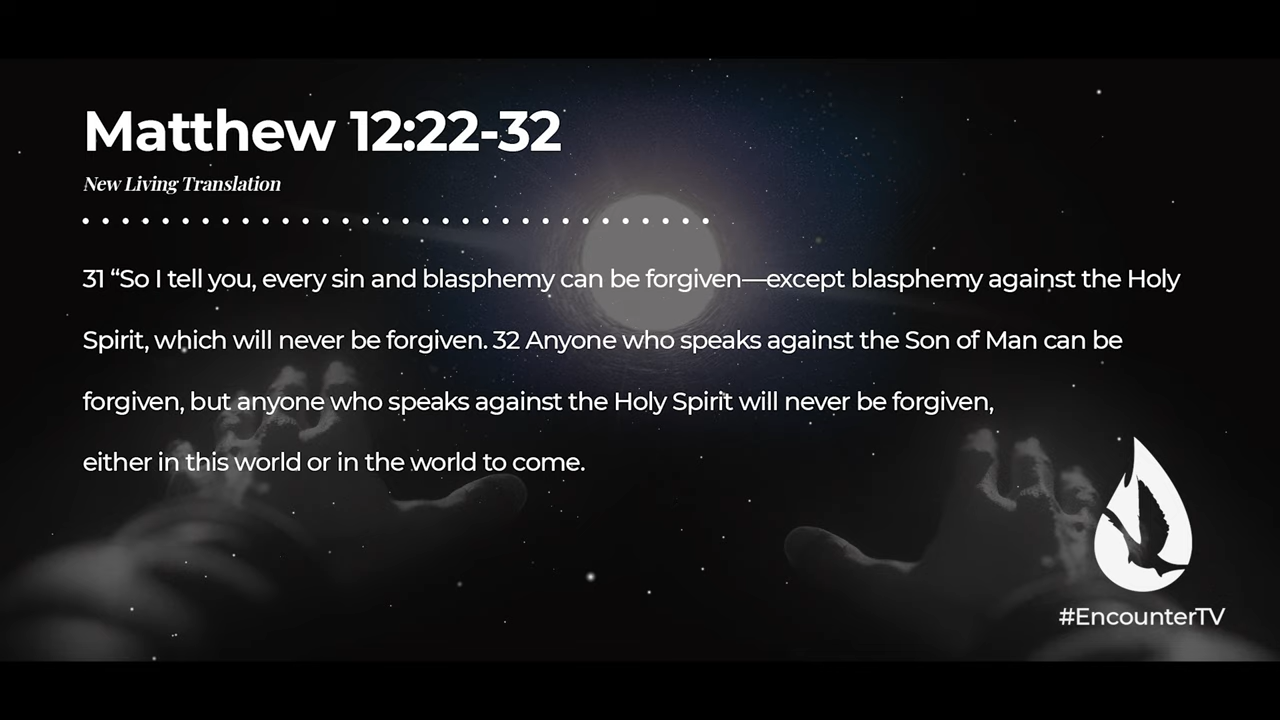 Matthew 12:22-32
New Living Translation
31 “So I tell you, every sin and blasphemy can be forgiven—except blasphemy against the Holy
Spirit, which will never be forgiven. 32 Anyone who speaks against the Son of Man can be
forgiven, but anyone who speaks against the Holy Spirit will never be forgiven,
either in this world or in the world to come.
#EncounterTV